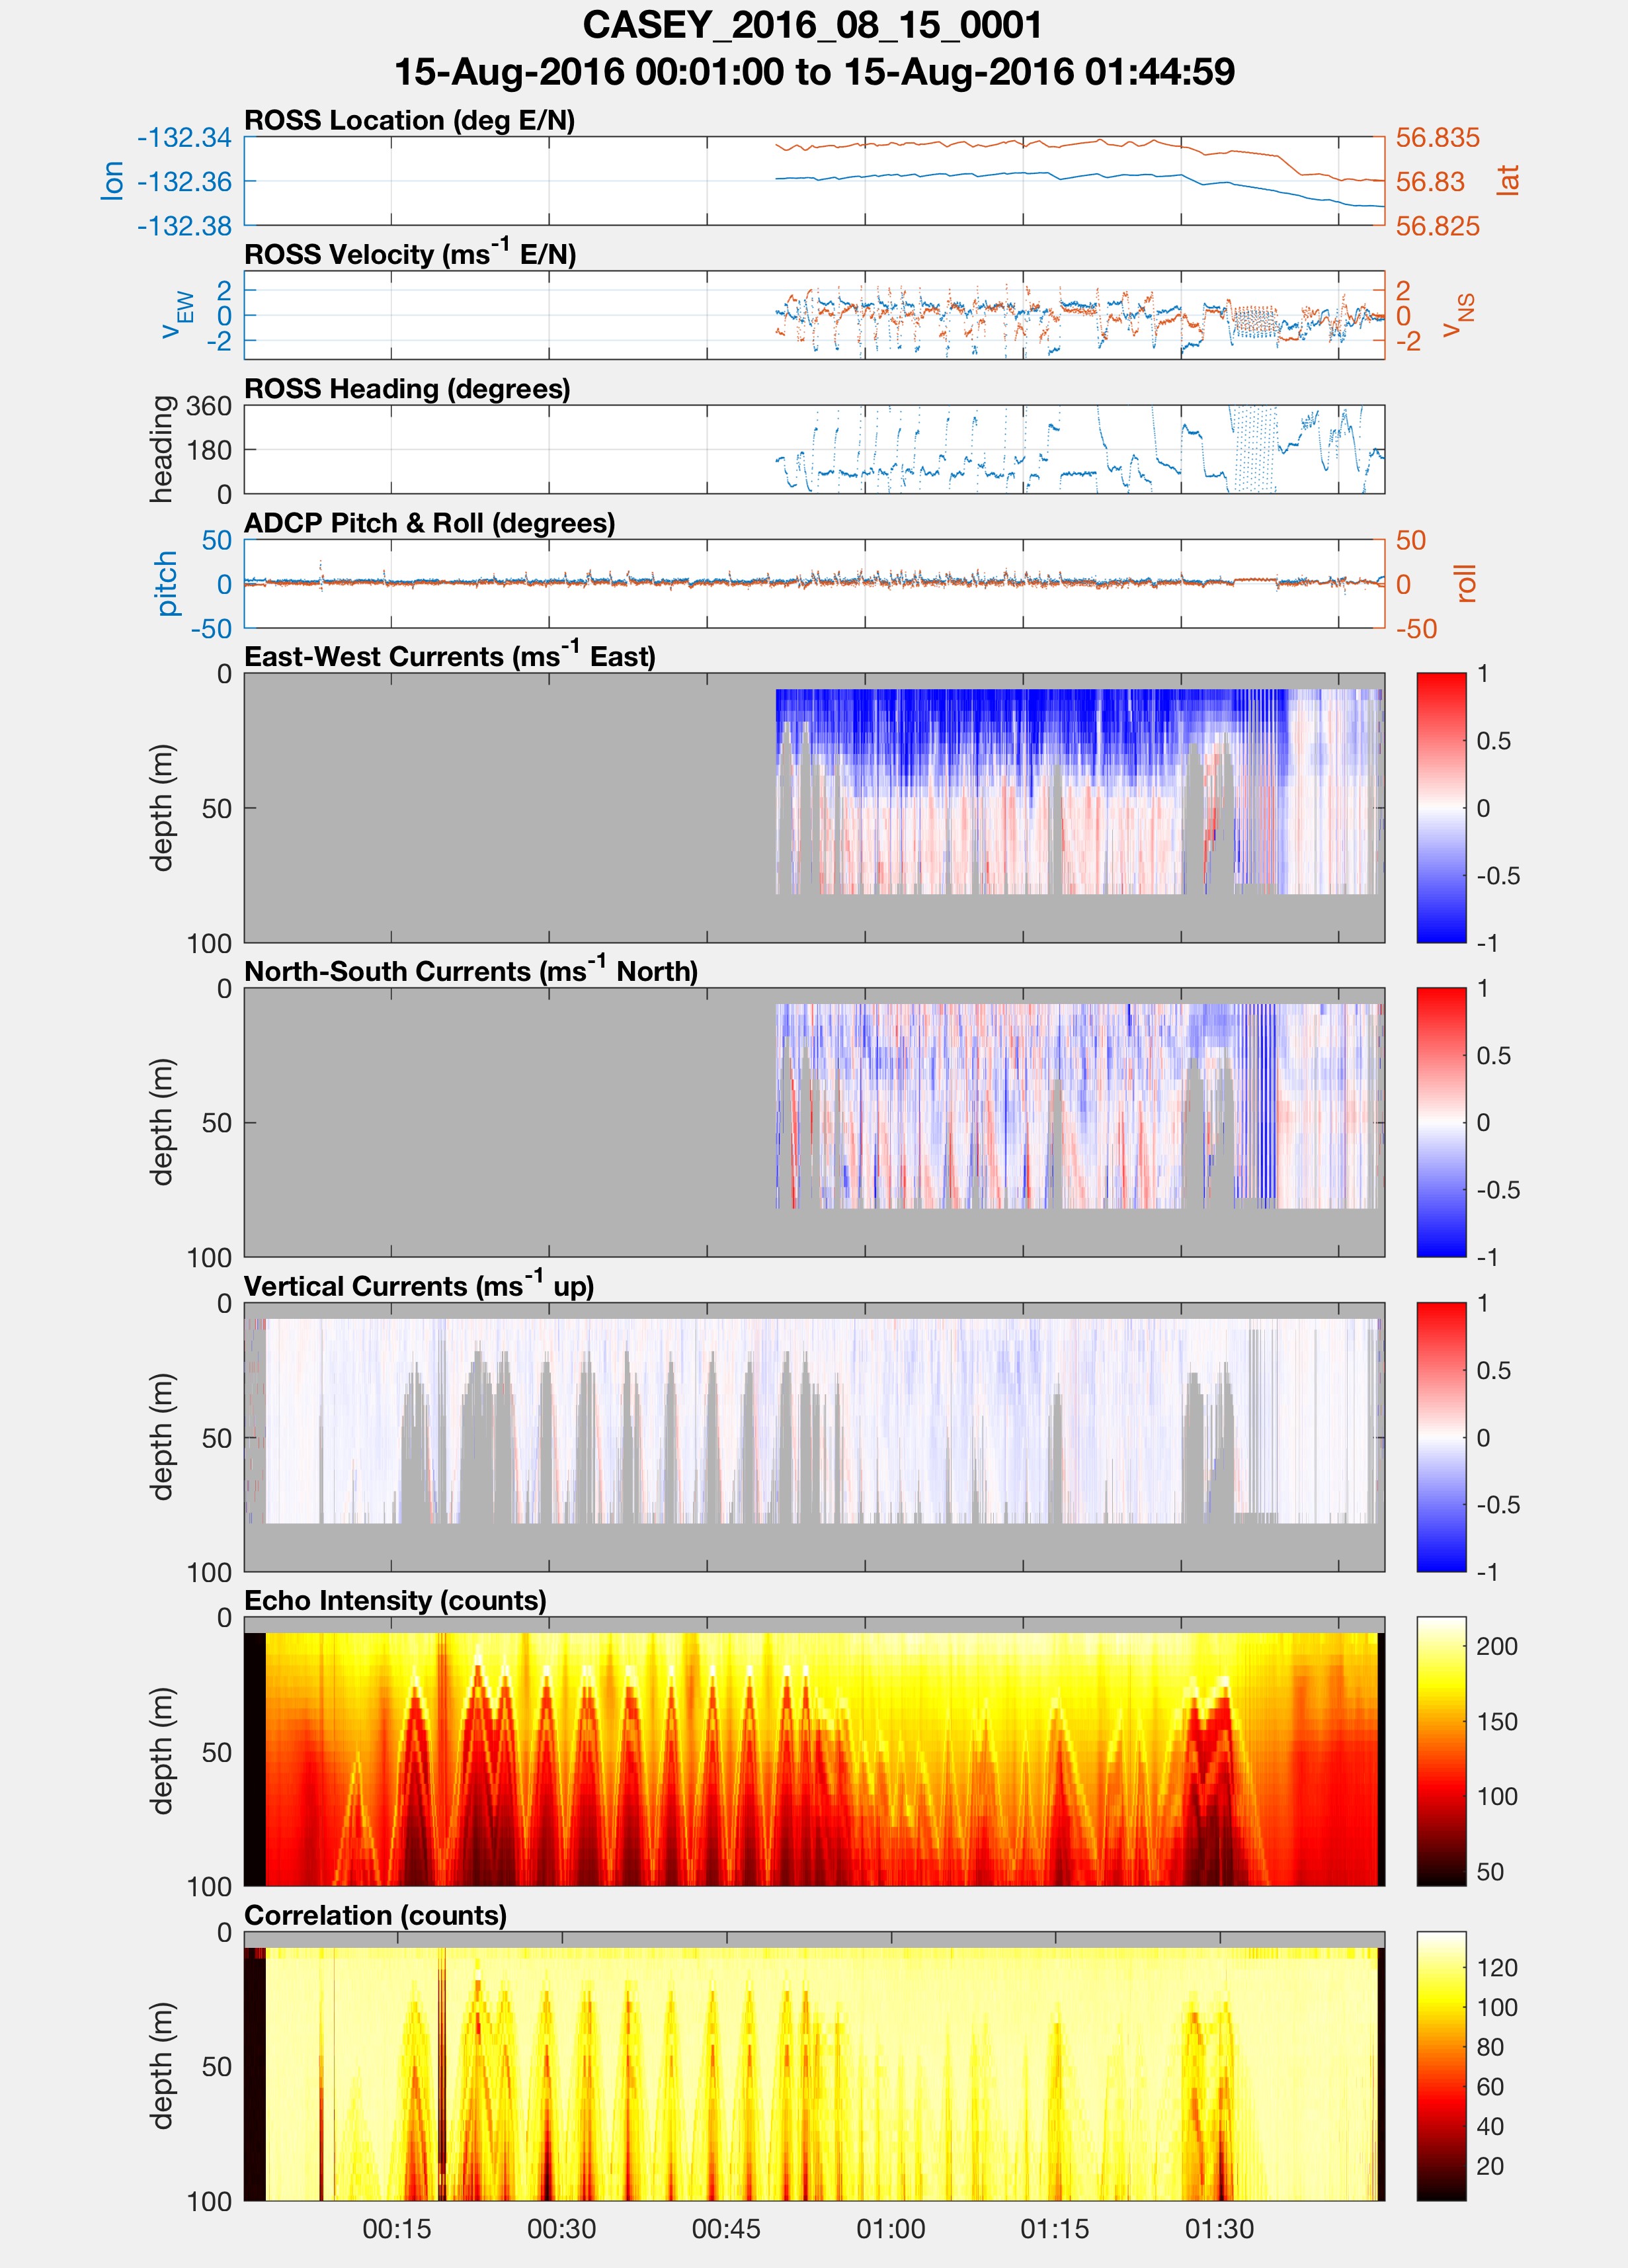 CASEY_2016_08_15_0001
15-Aug-2016 00:01:00 to 15-Aug-2016 01:44:59
ROSS Location (deg E/N)
-132.34
-132.36
-132.38
lon
56.835
56.83
56.825
lat
ROSS Velocity (ms-1 E/N)
2
0
-2
vEW
2
0
-2
vNS
ROSS Heading (degrees)
360
180
0
heading
ADCP Pitch & Roll (degrees)
50
0
-50
pitch
50
0
-50
roll
East-West Currents (ms-1 East)
0
50
100
depth (m)
1
0.5
0
-0.5
-1
North-South Currents (ms-1 North)
0
50
100
depth (m)
1
0.5
0
-0.5
-1
Vertical Currents (ms-1 up)
0
50
100
depth (m)
1
0.5
0
-0.5
-1
Echo Intensity (counts)
0
50
100
depth (m)
200
150
100
50
Correlation (counts)
0
50
100
depth (m)
120
100
80
60
40
20
00:15 00:30 00:45 01:00 01:15 01:30